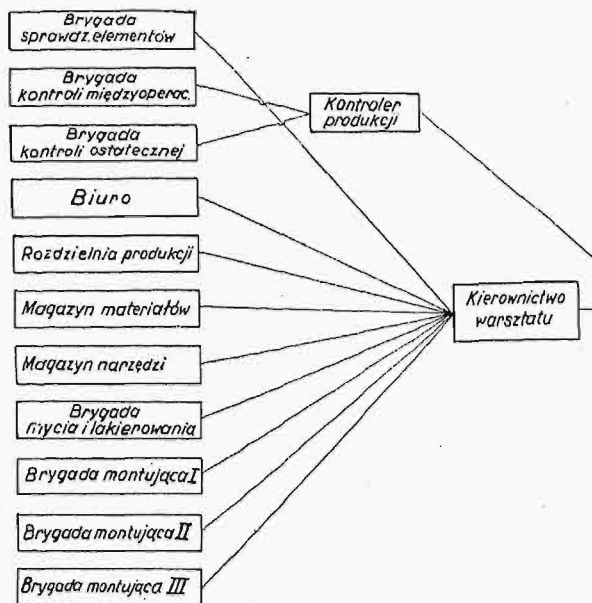 Brygada
sprawdz. elementów
Brygada
kontroli międzyoperac.
Brygada
kontroli ostatecznej
Biuro
Rozdzielnia produkcji
Magazyn materiałów
Magazyn narzędzi
Brygada
mycia i lakierowania
Brygada montująca I
Brygada montująca II
Brygada montująca III
Kontroler
produkcji
Kierownictwo
warsztatu